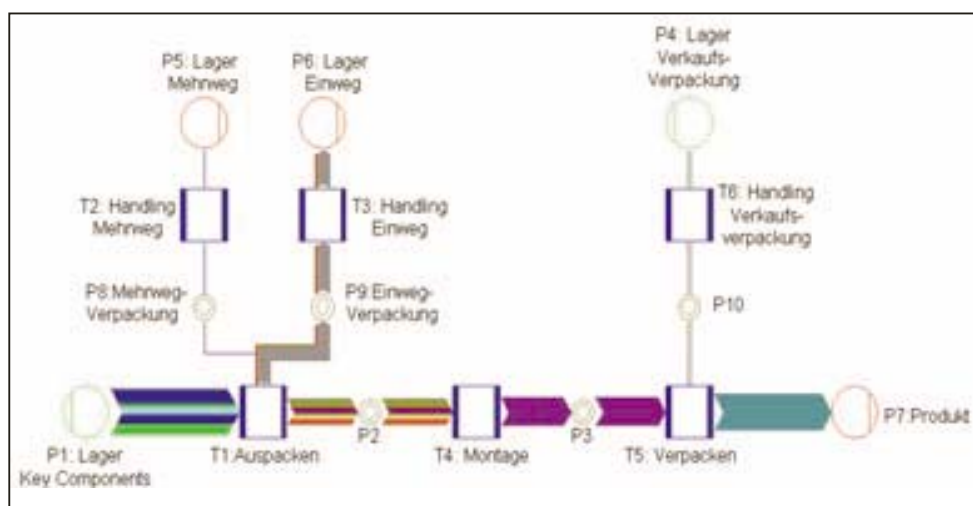 P5: Lager
Mehrweg
P6: Lager
Einweg
P4: Lager
Verkaufs-
Verpackung
T2: Handling
Mehrweg
T3: Handling
Einweg
T6: Handling
Verkaufs-
verpackung
P8:Mehrweg-
Verpackung
P9:Einweg-
Verpackung
P10
P1: Lager
Key Components
T1:Auspacken
P2
T4: Montage
P3
T5: Verpacken
P7:Produkt